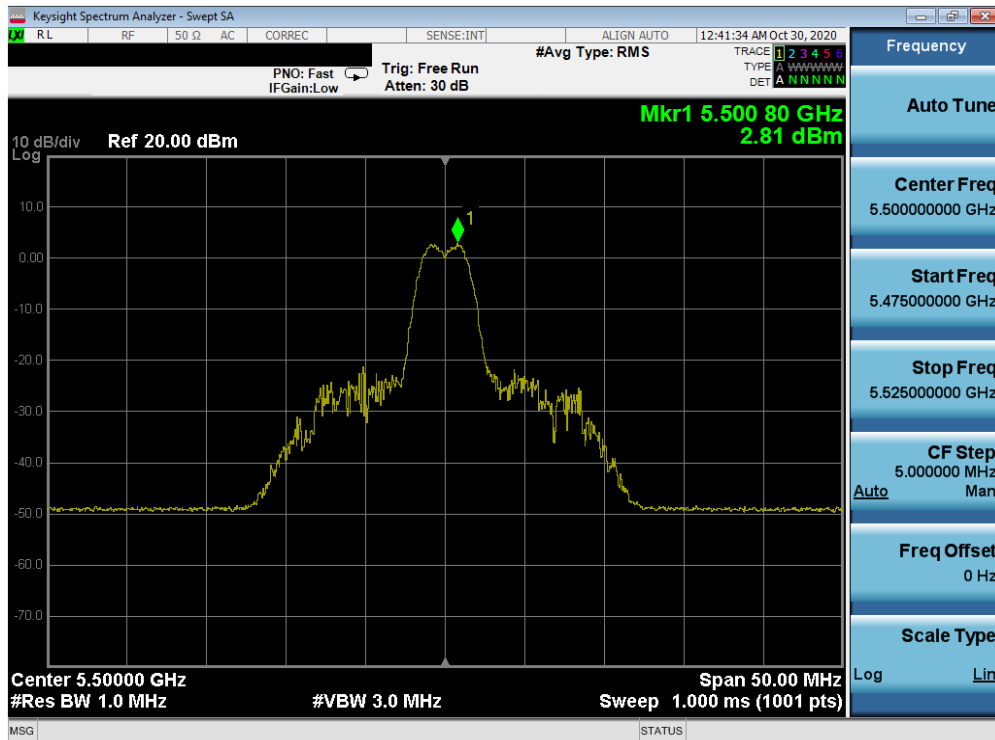 Keysight Spectrum Analyzer - Swept SA
LXI RL RF 50 Ω AC CORREC SENSE:INT ALIGN AUTO 12:41:34 AM Oct 30, 2020
Frequency
#Avg Type: RMS
TRACE 1 2 3 4 5 6
TYPE A WWWWW
DET A N N N N N
PNO: Fast
IFGain:Low
Trig: Free Run
Atten: 30 dB
Auto Tune
Mkr1 5.500 80 GHz
2.81 dBm
10 dB/div Ref 20.00 dBm
Log
1
10.0
0.00
-10.0
-20.0
-30.0
-40.0
-50.0
-60.0
-70.0
Center Freq
5.500000000 GHz
Start Freq
5.475000000 GHz
Stop Freq
5.525000000 GHz
CF Step
5.000000 MHz
Auto Man
Freq Offset
0 Hz
Scale Type
Log Lin
Center 5.50000 GHz Span 50.00 MHz
#Res BW 1.0 MHz #VBW 3.0 MHz Sweep 1.000 ms (1001 pts)
MSG STATUS